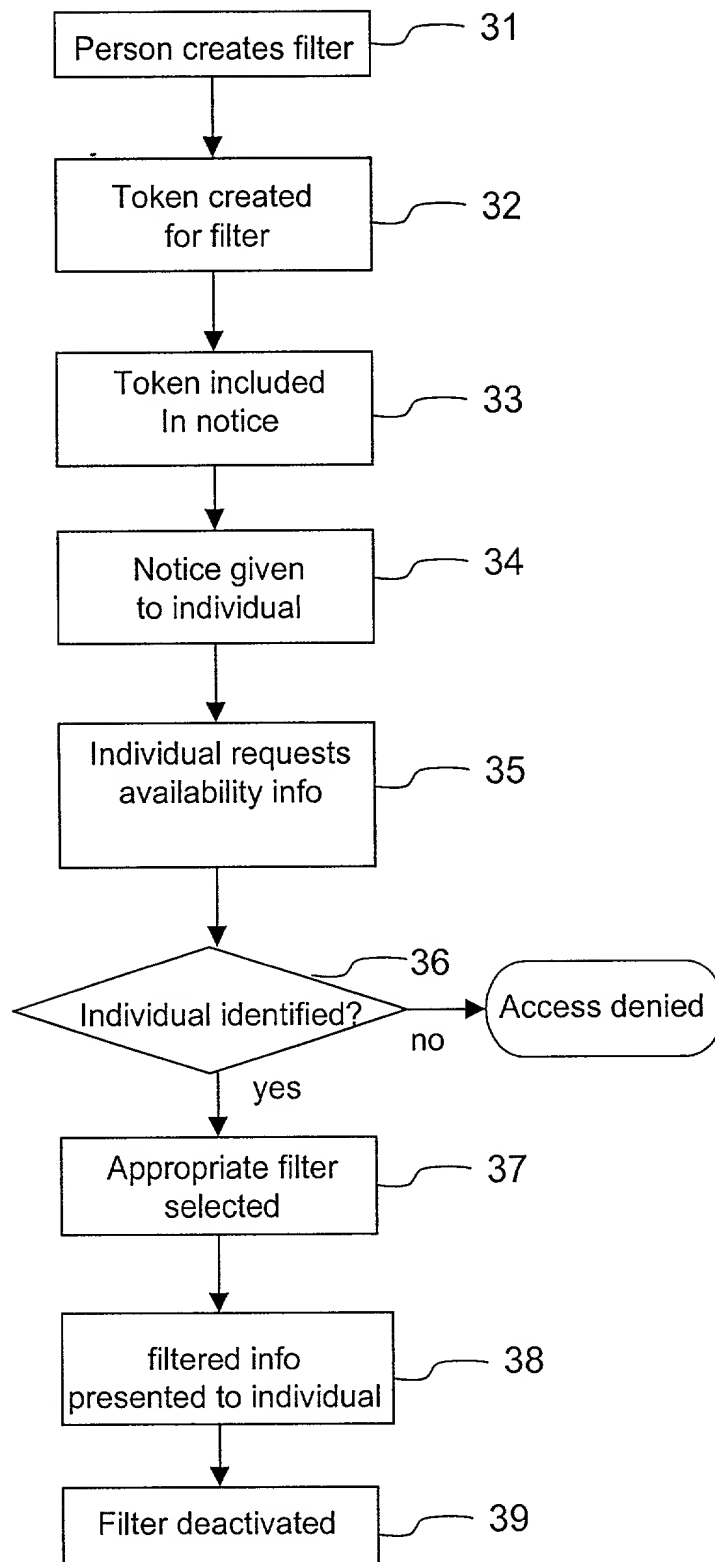 Person creates filter
31
Token created
for filter
32
Token included
In notice
33
Notice given
to individual
34
Individual requests
availability info
35
36
Individual identified?
no
Access denied
yes
Appropriate filter
selected
37
filtered info
presented to individual
38
Filter deactivated
39